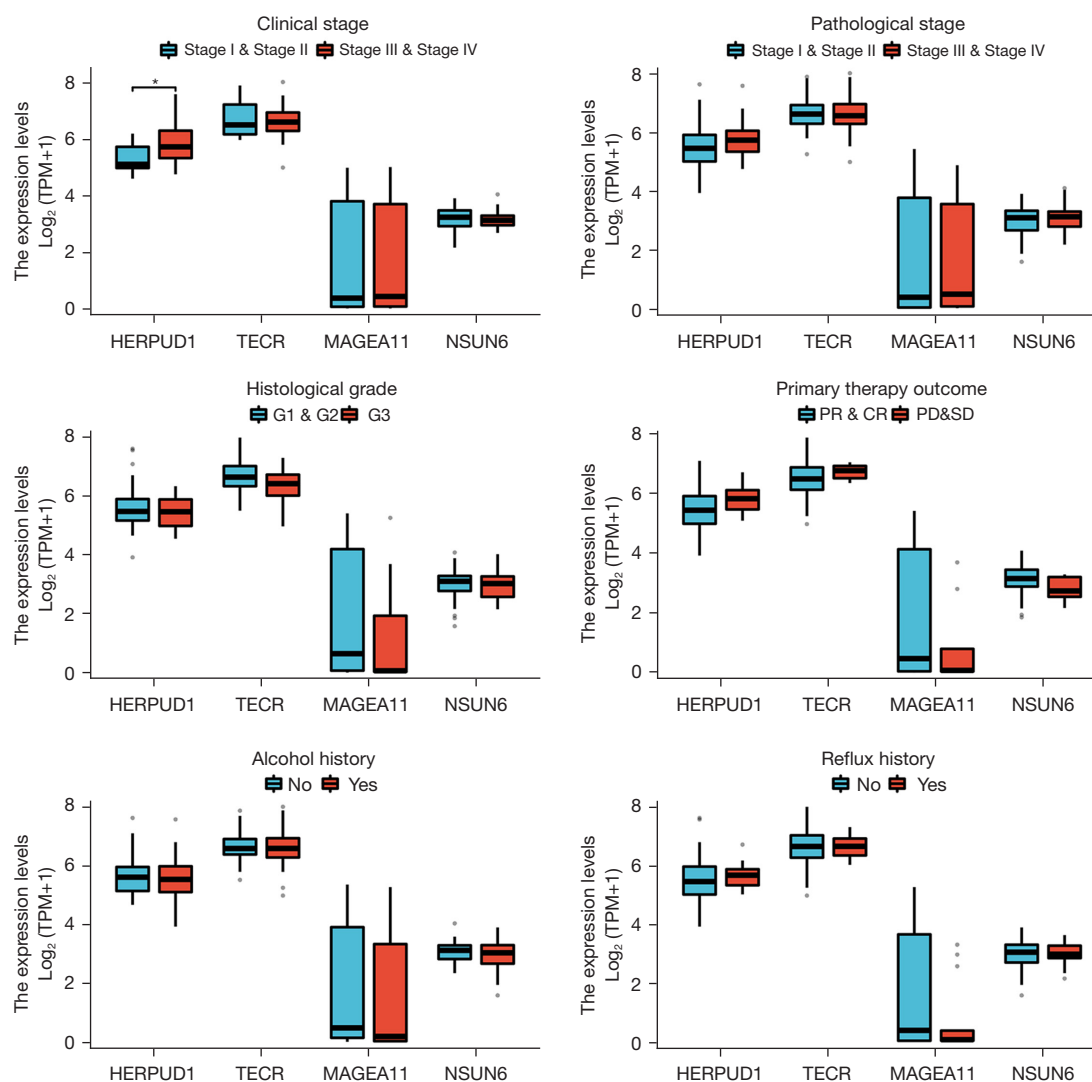 Clinical stage
Stage I & Stage II Stage III & Stage IV
The expression levels
Log₂ (TPM+1)
8
6
4
2
0
*
HERPUD1 TECR MAGEA11 NSUN6
Pathological stage
Stage I & Stage II Stage III & Stage IV
The expression levels
Log₂ (TPM+1)
8
6
4
2
0
HERPUD1 TECR MAGEA11 NSUN6
Histological grade
G1 & G2 G3
The expression levels
Log₂ (TPM+1)
8
6
4
2
0
HERPUD1 TECR MAGEA11 NSUN6
Primary therapy outcome
PR & CR PD&SD
The expression levels
Log₂ (TPM+1)
8
6
4
2
0
HERPUD1 TECR MAGEA11 NSUN6
Alcohol history
No Yes
The expression levels
Log₂ (TPM+1)
8
6
4
2
0
HERPUD1 TECR MAGEA11 NSUN6
Reflux history
No Yes
The expression levels
Log₂ (TPM+1)
8
6
4
2
0
HERPUD1 TECR MAGEA11 NSUN6